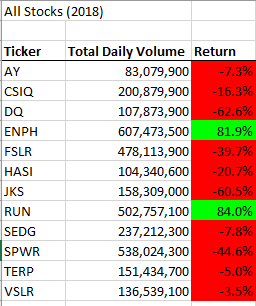 All Stocks (2018)
Ticker Total Daily Volume Return
AY 83,079,900 -7.3%
CSIQ 200,879,900 -16.3%
DQ 107,873,900 -62.6%
ENPH 607,473,500 81.9%
FSLR 478,113,900 -39.7%
HASI 104,340,600 -20.7%
JKS 158,309,000 -60.5%
RUN 502,757,100 84.0%
SEDG 237,212,300 -7.8%
SPWR 538,024,300 -44.6%
TERP 151,434,700 -5.0%
VSLR 136,539,100 -3.5%